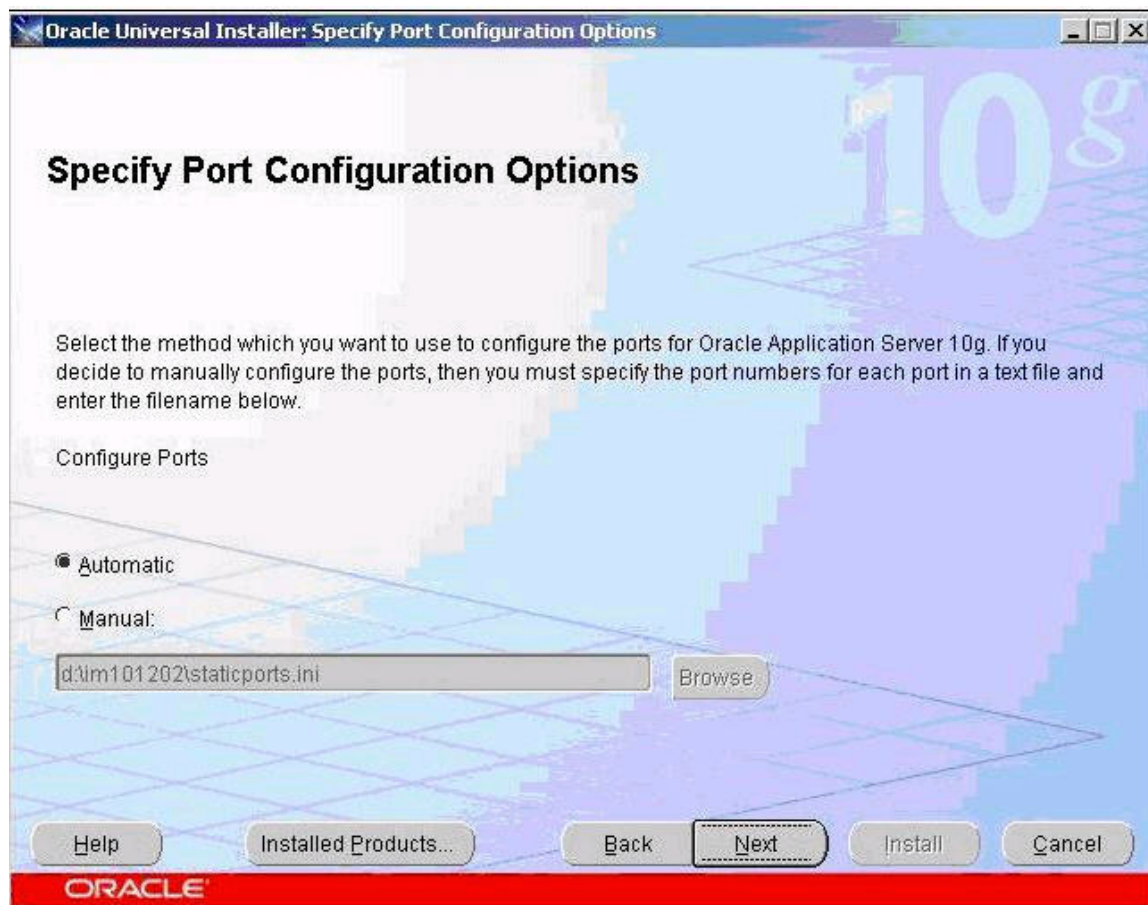 Oracle Universal Installer: Specify Port Configuration Options
10g
Specify Port Configuration Options
Select the method which you want to use to configure the ports for Oracle Application Server 10g. If you
decide to manually configure the ports, then you must specify the port numbers for each port in a text file and
enter the filename below.
Configure Ports
Automatic
Manual:
d:\im101202\staticports.ini
Browse
Help
Installed Products...
Back
Next
Install
Cancel
ORACLE